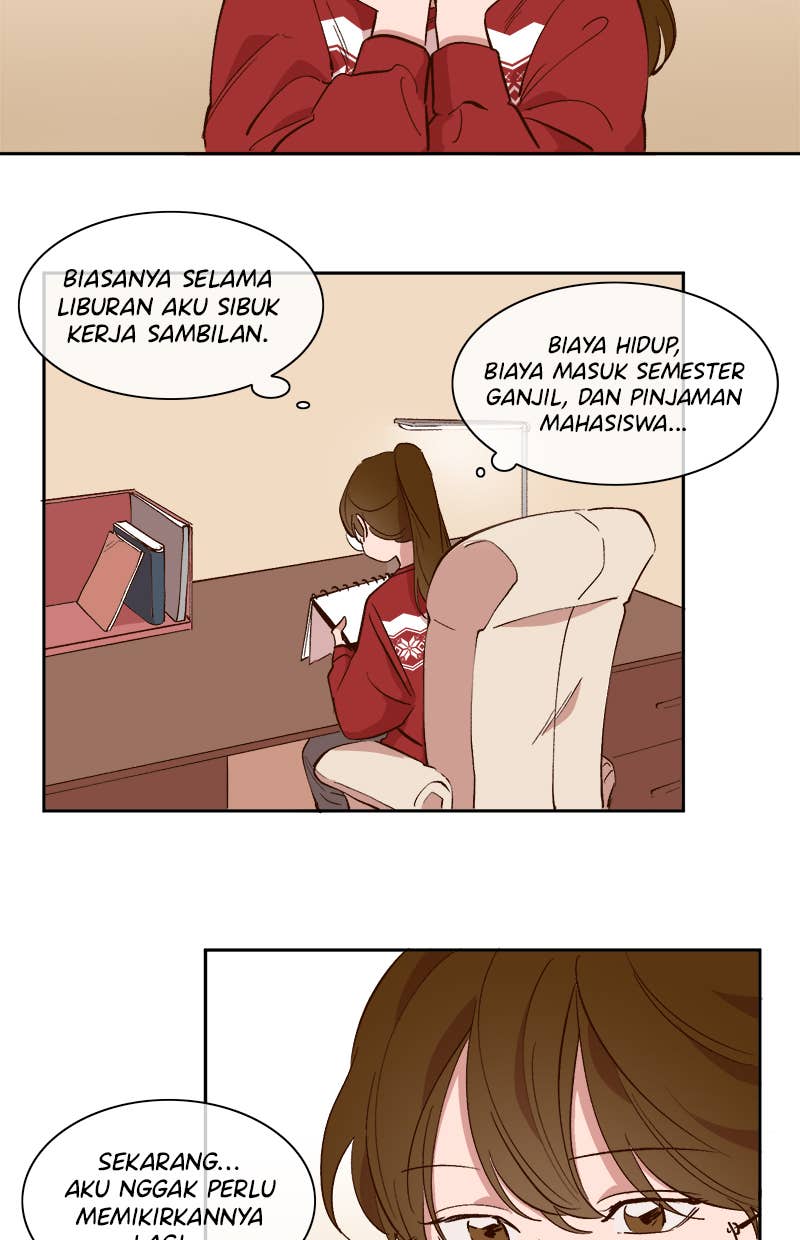 BIASANYA SELAMA
LIBURAN AKU SIBUK
KERJA SAMBILAN.
BIAYA HIDUP,
BIAYA MASUK SEMESTER
GANJIL, DAN PINJAMAN
MAHASISWA...
SEKARANG...
AKU NGGAK PERLU
MEMIKIRKANNYA